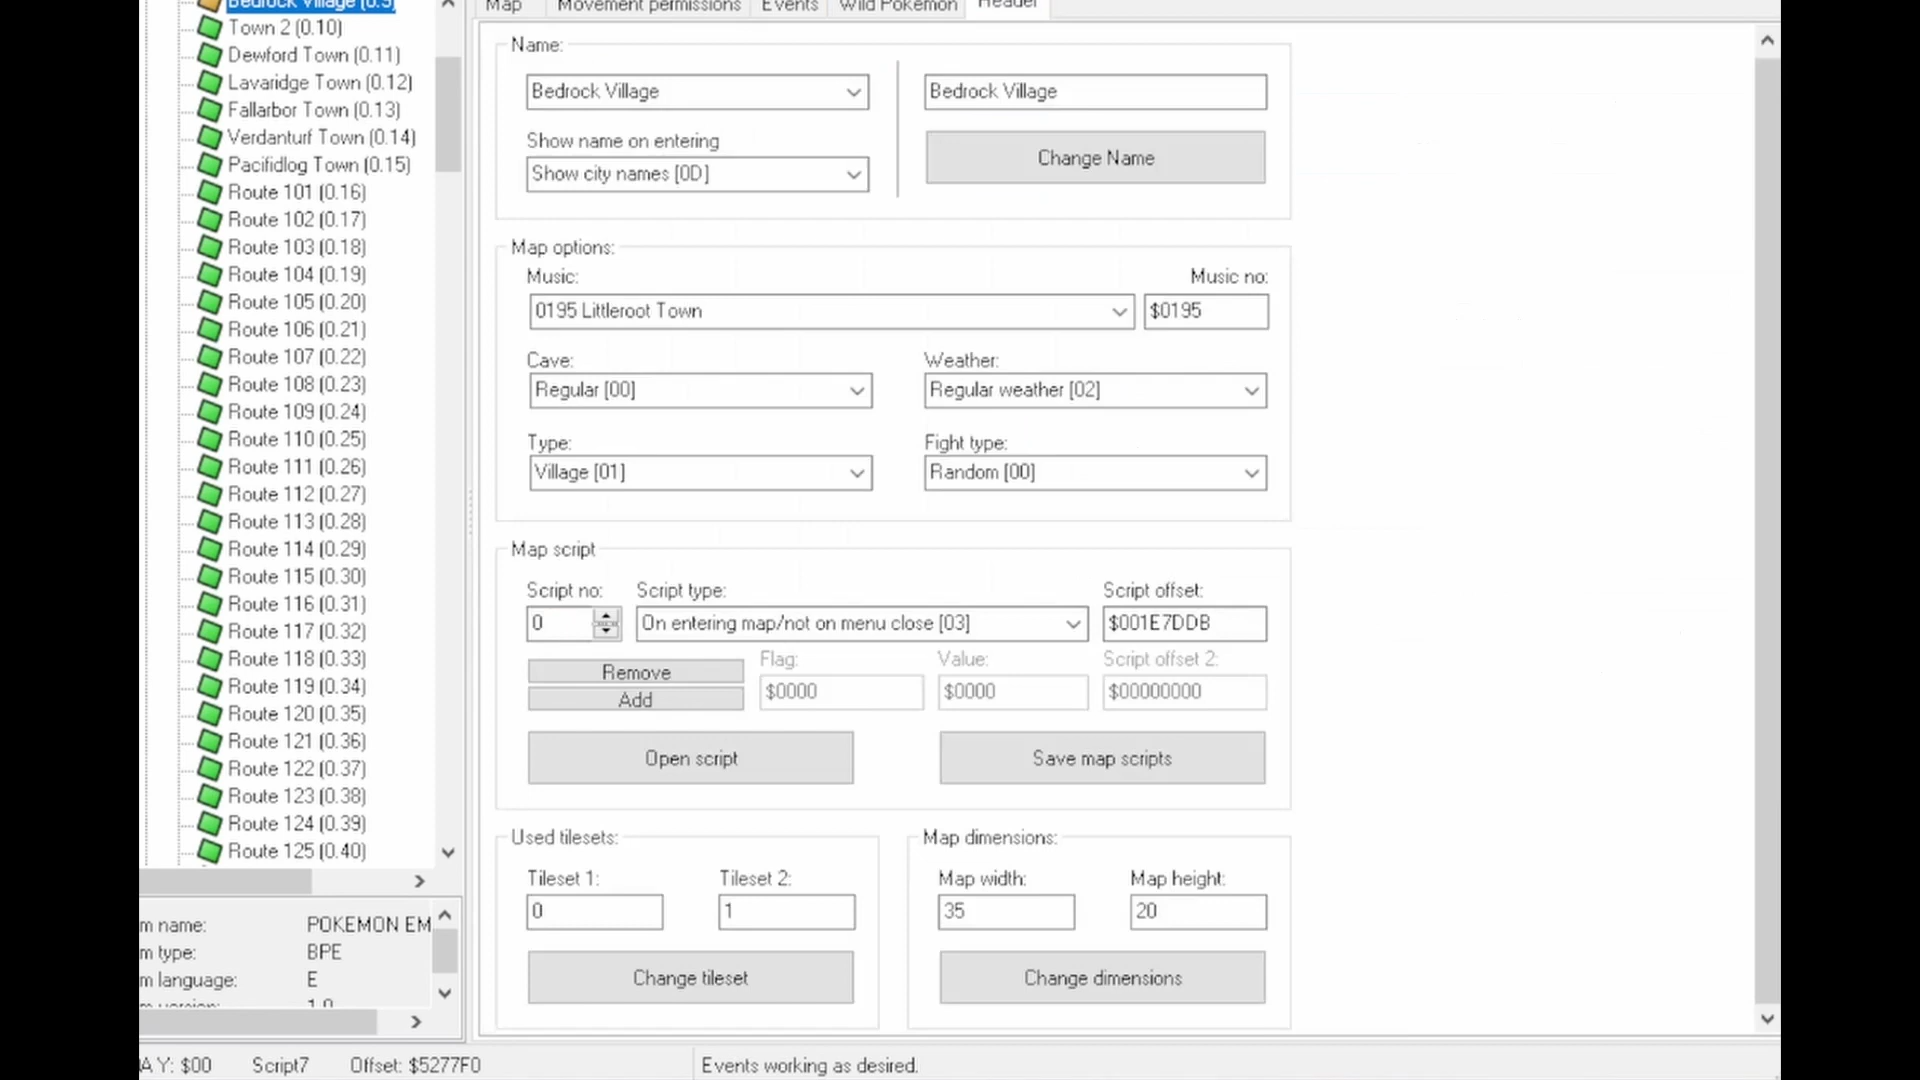 Bedrock Village (0.9)
Town 2 (0.10)
Dewford Town (0.11)
Lavaridge Town (0.12)
Fallarbor Town (0.13)
Verdanturf Town (0.14)
Pacifidlog Town (0.15)
Route 101 (0.16)
Route 102 (0.17)
Route 103 (0.18)
Route 104 (0.19)
Route 105 (0.20)
Route 106 (0.21)
Route 107 (0.22)
Route 108 (0.23)
Route 109 (0.24)
Route 110 (0.25)
Route 111 (0.26)
Route 112 (0.27)
Route 113 (0.28)
Route 114 (0.29)
Route 115 (0.30)
Route 116 (0.31)
Route 117 (0.32)
Route 118 (0.33)
Route 119 (0.34)
Route 120 (0.35)
Route 121 (0.36)
Route 122 (0.37)
Route 123 (0.38)
Route 124 (0.39)
Route 125 (0.40)
m name: POKEMON EM
m type: BPE
m language: E
m version: 1.0
Map Movement permissions Events Wild Pokémon Header
Name:
Bedrock Village Bedrock Village
Show name on entering
Show city names [0D] Change Name
Map options:
Music: Music no:
0195 Littleroot Town $0195
Cave: Weather:
Regular [00] Regular weather [02]
Type: Fight type:
Village [01] Random [00]
Map script
Script no: Script type: Script offset:
0 On entering map/not on menu close [03] $001E7DDB
Remove Flag: Value: Script offset 2:
Add $0000 $0000 $00000000
Open script Save map scripts
Used tilesets: Map dimensions:
Tileset 1: Tileset 2: Map width: Map height:
0 1 35 20
Change tileset Change dimensions
Y: $00 Script7 Offset: $5277F0 Events working as desired.